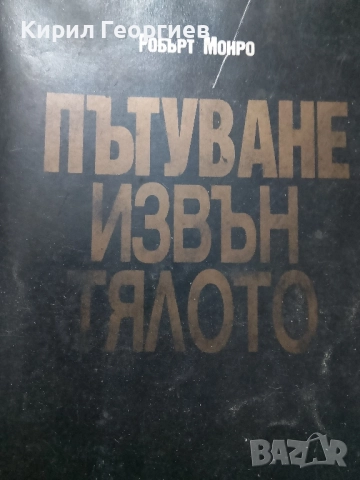 Кирил Георгиев
Робърт Монро
ПЪТУВАНЕ
ИЗВЪН
ТЯЛОТО
BAZAR